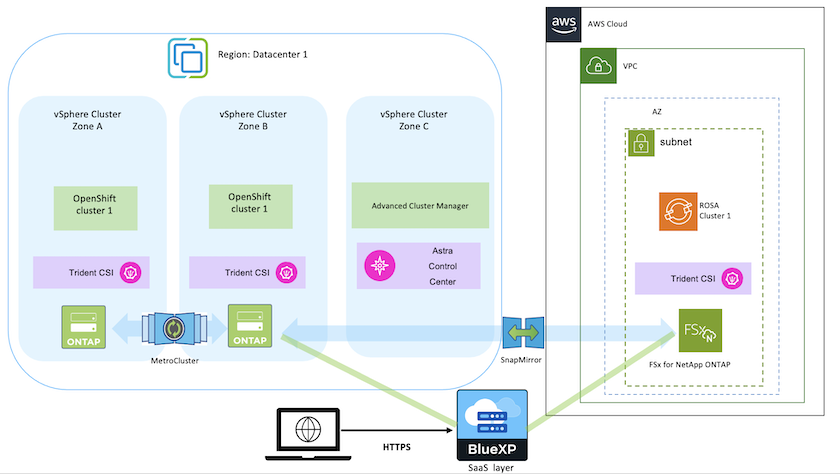 Region: Datacenter 1
aws
AWS Cloud
VPC
AZ
subnet
vSphere Cluster
Zone A
vSphere Cluster
Zone B
vSphere Cluster
Zone C
OpenShift
cluster 1
OpenShift
cluster 1
Advanced Cluster Manager
ROSA
Cluster 1
Trident CSI
Trident CSI
Astra
Control
Center
Trident CSI
ONTAP
MetroCluster
ONTAP
SnapMirror
FSx
N
FSx for NetApp ONTAP
HTTPS
BlueXP
SaaS layer